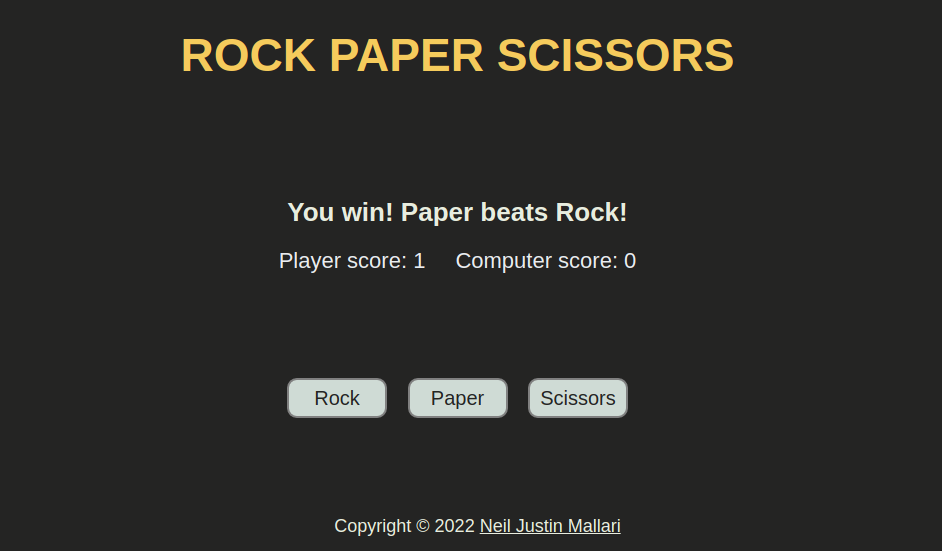 ROCK PAPER SCISSORS
You win! Paper beats Rock!
Player score: 1 Computer score: 0
Rock Paper Scissors
Copyright © 2022 Neil Justin Mallari